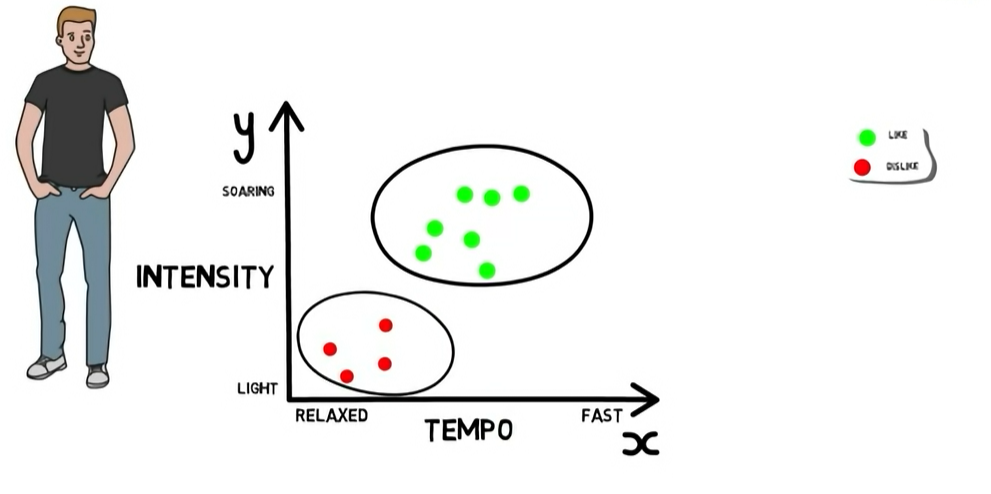 y
SOARING
INTENSITY
LIGHT
RELAXED
TEMPO
FAST
x
LIKE
DISLIKE